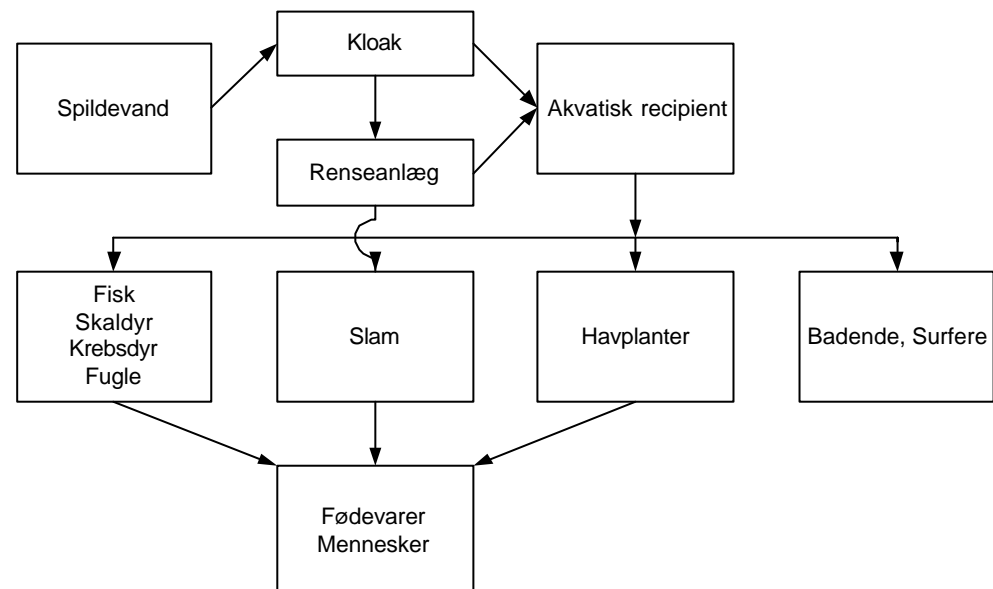 Kloak
Spildevand
Akvatisk recipient
Renseanlæg
Fisk
Skaldyr
Krebsdyr
Fugle
Slam
Havplanter
Badende, Surfere
Fødevarer
Mennesker